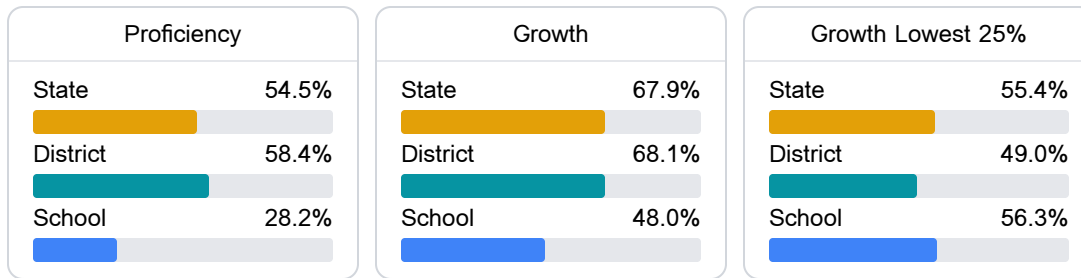 Proficiency
State 54.5%
District 58.4%
School 28.2%
Growth
State 67.9%
District 68.1%
School 48.0%
Growth Lowest 25%
State 55.4%
District 49.0%
School 56.3%